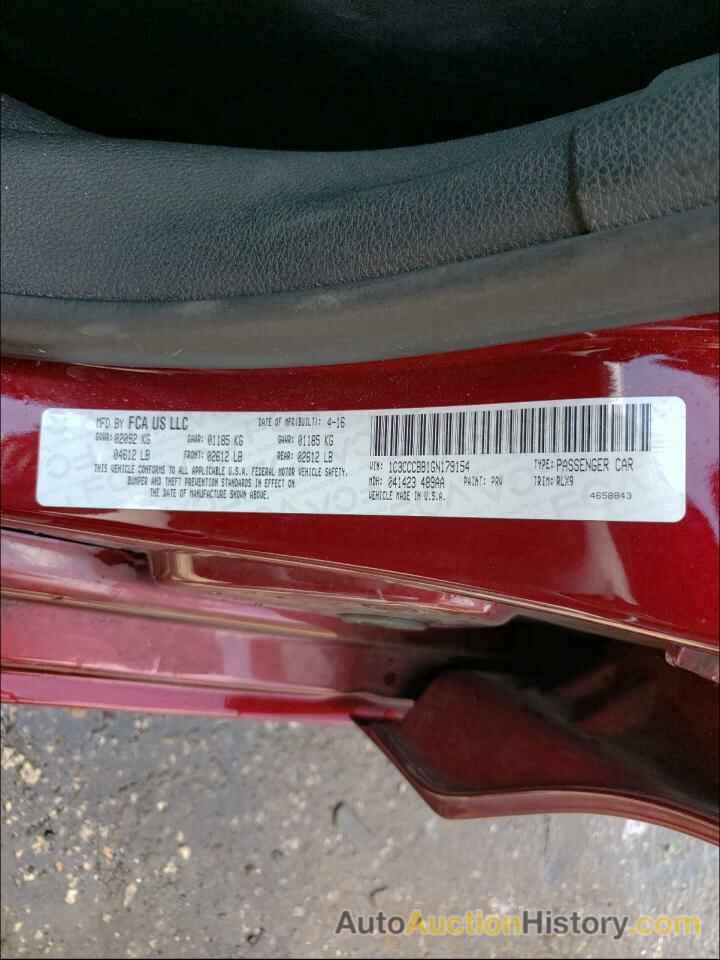 MFD BY FCA US LLC DATE OF MFR(BUILT): 4-16
GVWR:02092 KG GAWR: 01185 KG GAWR: 01185 KG
04612 LB FRONT: 02612 LB REAR: 02612 LB
THIS VEHICLE CONFORMS TO ALL APPLICABLE U.S.A. FEDERAL MOTOR VEHICLE SAFETY,
BUMPER AND THEFT PREVENTION STANDARDS IN EFFECT ON
THE DATE OF MANUFACTURE SHOWN ABOVE.
VIN: 1C3CCCBB1GN179154 TYPE: PASSENGER CAR
MDH: 041423 409AA PAINT: PRV TRIM: RLX9
VEHICLE MADE IN U.S.A. 4650843
AutoAuctionHistory.com